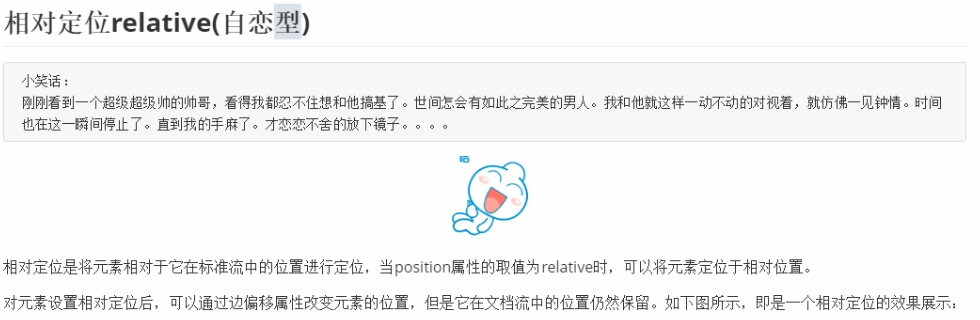 相对定位relative(自恋型)
小笑话：
刚刚看到一个超级超级帅的帅哥，看得我都忍不住想和他搞基了。世间怎会有如此之完美的男人。我和他就这样一动不动的对视着，就仿佛一见钟情。时间
也在这一瞬间停止了。直到我的手麻了。才恋恋不舍的放下镜子。。。。
相对定位是将元素相对于它在标准流中的位置进行定位，当position属性的取值为relative时，可以将元素定位于相对位置。
对元素设置相对定位后，可以通过边偏移属性改变元素的位置，但是它在文档流中的位置仍然保留。如下图所示，即是一个相对定位的效果展示：